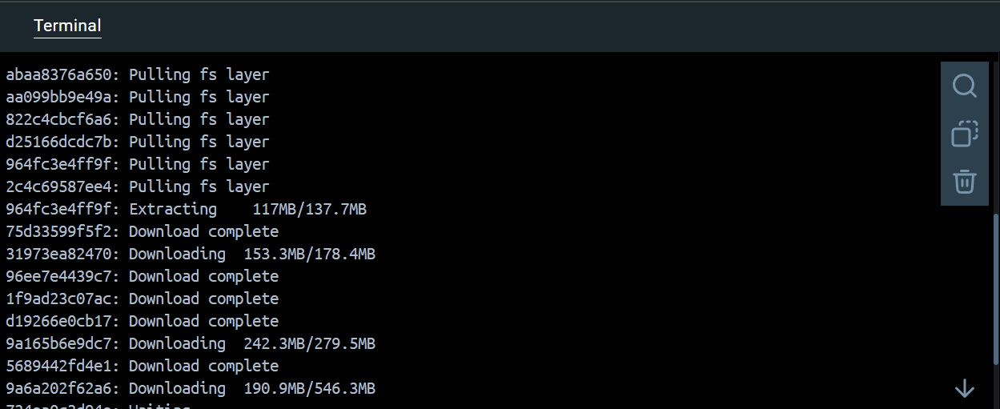 Terminal
abaa8376a650: Pulling fs layer
aa099bb9e49a: Pulling fs layer
822c4cbcf6a6: Pulling fs layer
d25166dcdc7b: Pulling fs layer
964fc3e4ff9f: Pulling fs layer
2c4c69587ee4: Pulling fs layer
964fc3e4ff9f: Extracting    117MB/137.7MB
75d33599f5f2: Download complete
31973ea82470: Downloading  153.3MB/178.4MB
96ee7e4439c7: Download complete
1f9ad23c07ac: Download complete
d19266e0cb17: Download complete
9a165b6e9dc7: Downloading  242.3MB/279.5MB
5689442fd4e1: Download complete
9a6a202f62a6: Downloading  190.9MB/546.3MB